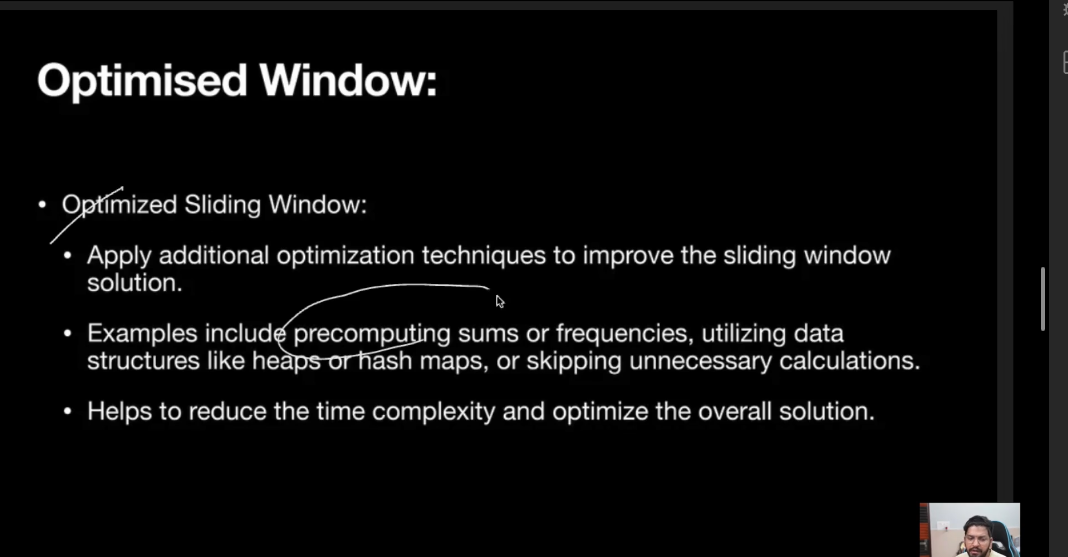 Optimised Window:
• Optimized Sliding Window:
• Apply additional optimization techniques to improve the sliding window
solution.
• Examples include precomputing sums or frequencies, utilizing data
structures like heaps or hash maps, or skipping unnecessary calculations.
• Helps to reduce the time complexity and optimize the overall solution.